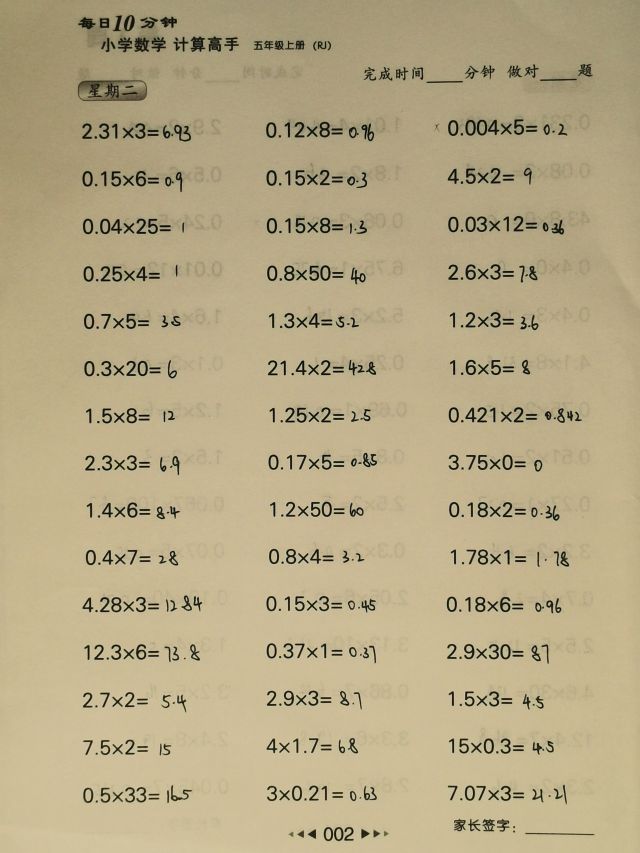 每日10分钟
小学数学 计算高手 五年级上册 (RJ)
完成时间____分钟 做对____题
星期二
2.31×3=6.93 0.12×8=0.96 × 0.004×5=0.2
0.15×6=0.9 0.15×2=0.3 4.5×2=9
0.04×25=1 0.15×8=1.3 0.03×12=0.36
0.25×4=1 0.8×50=40 2.6×3=7.8
0.7×5=3.5 1.3×4=5.2 1.2×3=3.6
0.3×20=6 21.4×2=42.8 1.6×5=8
1.5×8=12 1.25×2=2.5 0.421×2=0.842
2.3×3=6.9 0.17×5=0.85 3.75×0=0
1.4×6=8.4 1.2×50=60 0.18×2=0.36
0.4×7=28 0.8×4=3.2 1.78×1=1.78
4.28×3=12.84 0.15×3=0.45 0.18×6=0.96
12.3×6=73.8 0.37×1=0.37 2.9×30=87
2.7×2=5.4 2.9×3=8.7 1.5×3=4.5
7.5×2=15 4×1.7=68 15×0.3=4.5
0.5×33=16.5 3×0.21=0.63 7.07×3=21.21
002
家长签字：________